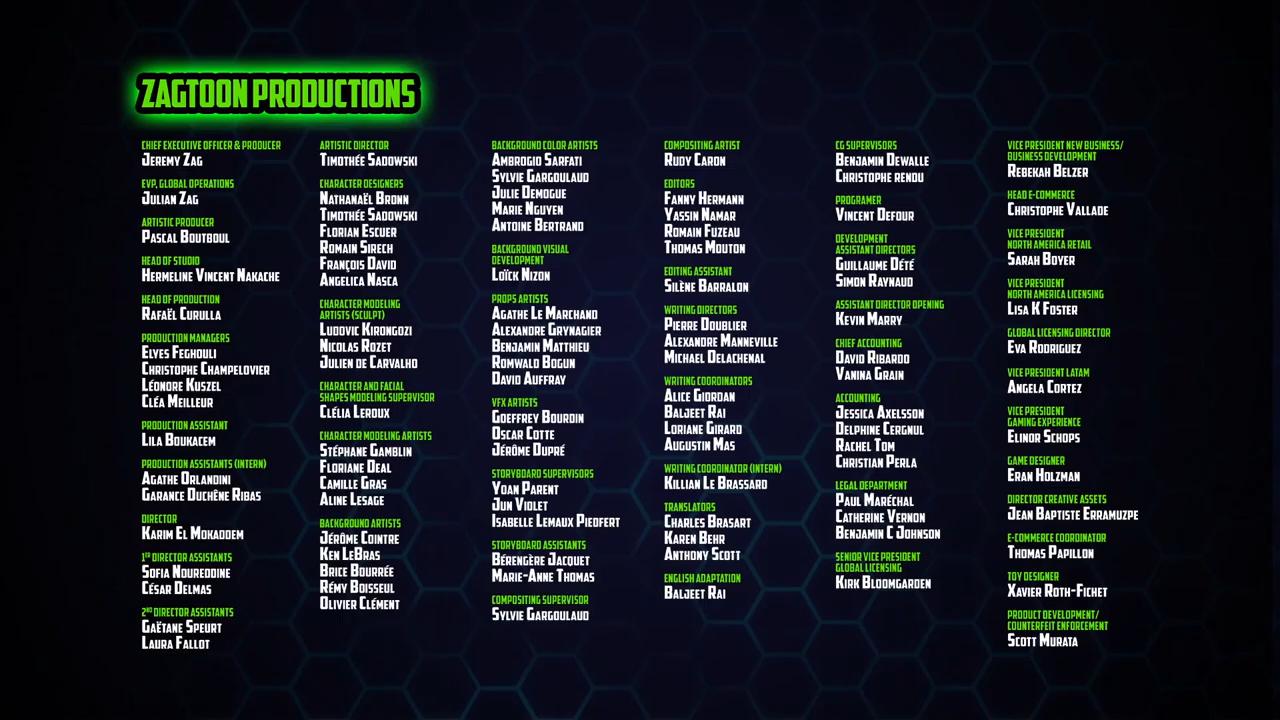 ZAGTOON PRODUCTIONS
CHIEF EXECUTIVE OFFICER & PRODUCER
JEREMY ZAG
EVP, GLOBAL OPERATIONS
JULIAN ZAG
ARTISTIC PRODUCER
PASCAL BOUTBOUL
HEAD OF STUDIO
HERMELINE VINCENT NAKACHE
HEAD OF PRODUCTION
RAFAËL CURULLA
PRODUCTION MANAGERS
ELYES FEGHOULI
CHRISTOPHE CHAMPELOVIER
LÉONORE KUSZEL
CLÉA MEILLEUR
PRODUCTION ASSISTANT
LILA BOUKACEM
PRODUCTION ASSISTANTS (INTERN)
AGATHE ORLANDINI
GARANCE DUCHÊNE RIBAS
DIRECTOR
KARIM EL MOKADDEM
1ST DIRECTOR ASSISTANTS
SOFIA NOUREDDINE
CÉSAR DELMAS
2ND DIRECTOR ASSISTANTS
GAËTANE SPEURT
LAURA FALLOT
ARTISTIC DIRECTOR
TIMOTHÉE SADOWSKI
CHARACTER DESIGNERS
NATHANAËL BRONN
TIMOTHÉE SADOWSKI
FLORIAN ESCUER
ROMAIN SIRECH
FRANÇOIS DAVID
ANGELICA NASCA
CHARACTER MODELING
ARTISTS (SCULPT)
LUDOVIC KIRONGOZI
NICOLAS ROZET
JULIEN DE CARVALHO
CHARACTER AND FACIAL
SHAPES MODELING SUPERVISOR
CLÉLIA LEROUX
CHARACTER MODELING ARTISTS
STÉPHANE GAMBLIN
FLORIANE DEAL
CAMILLE GRAS
ALINE LESAGE
BACKGROUND ARTISTS
JÉRÔME COINTRE
KEN LEBRAS
BRICE BOURRÉE
RÉMY BOISSEUL
OLIVIER CLÉMENT
BACKGROUND COLOR ARTISTS
AMBROGIO SARFATI
SYLVIE GARGOULAUD
JULIE DEMOGUE
MARIE NGUYEN
ANTOINE BERTRAND
BACKGROUND VISUAL
DEVELOPMENT
LOÏCK NIZON
PROPS ARTISTS
AGATHE LE MARCHAND
ALEXANDRE GRYNAGIER
BENJAMIN MATTHIEU
ROMWALD BOGUN
DAVID AUFFRAY
VFX ARTISTS
GOEFFREY BOURDIN
OSCAR COTTE
JÉRÔME DUPRÉ
STORYBOARD SUPERVISORS
YOAN PARENT
JUN VIOLET
ISABELLE LEMAUX PIEDFERT
STORYBOARD ASSISTANTS
BÉRENGÈRE JACQUET
MARIE-ANNE THOMAS
COMPOSITING SUPERVISOR
SYLVIE GARGOULAUD
COMPOSITING ARTIST
RUDY CARON
EDITORS
FANNY HERMANN
YASSIN NAMAR
ROMAIN FUZEAU
THOMAS MOUTON
EDITING ASSISTANT
SILÈNE BARRALON
WRITING DIRECTORS
PIERRE DOUBLIER
ALEXANDRE MANNEVILLE
MICHAEL DELACHENAL
WRITING COORDINATORS
ALICE GIORDAN
BALJEET RAI
LORIANE GIRARD
AUGUSTIN MAS
WRITING COORDINATOR (INTERN)
KILLIAN LE BRASSARD
TRANSLATORS
CHARLES BRASART
KAREN BEHR
ANTHONY SCOTT
ENGLISH ADAPTATION
BALJEET RAI
CG SUPERVISORS
BENJAMIN DEWALLE
CHRISTOPHE RENDU
PROGRAMER
VINCENT DEFOUR
DEVELOPMENT
ASSISTANT DIRECTORS
GUILLAUME DÉTÉ
SIMON RAYNAUD
ASSISTANT DIRECTOR OPENING
KEVIN MARRY
CHIEF ACCOUNTING
DAVID RIBARDO
VANINA GRAIN
ACCOUNTING
JESSICA AXELSSON
DELPHINE CERGNUL
RACHEL TOM
CHRISTIAN PERLA
LEGAL DEPARTMENT
PAUL MARÉCHAL
CATHERINE VERNON
BENJAMIN C JOHNSON
SENIOR VICE PRESIDENT
GLOBAL LICENSING
KIRK BLOOMGARDEN
VICE PRESIDENT NEW BUSINESS/
BUSINESS DEVELOPMENT
REBEKAH BELZER
HEAD E-COMMERCE
CHRISTOPHE VALLADE
VICE PRESIDENT
NORTH AMERICA RETAIL
SARAH BOYER
VICE PRESIDENT
NORTH AMERICA LICENSING
LISA K FOSTER
GLOBAL LICENSING DIRECTOR
EVA RODRIGUEZ
VICE PRESIDENT LATAM
ANGELA CORTEZ
VICE PRESIDENT
GAMING EXPERIENCE
ELINOR SCHOPS
GAME DESIGNER
ERAN HOLZMAN
DIRECTOR CREATIVE ASSETS
JEAN BAPTISTE ERRAMUZPE
E-COMMERCE COORDINATOR
THOMAS PAPILLON
TOY DESIGNER
XAVIER ROTH-FICHET
PRODUCT DEVELOPMENT/
COUNTERFEIT ENFORCEMENT
SCOTT MURATA